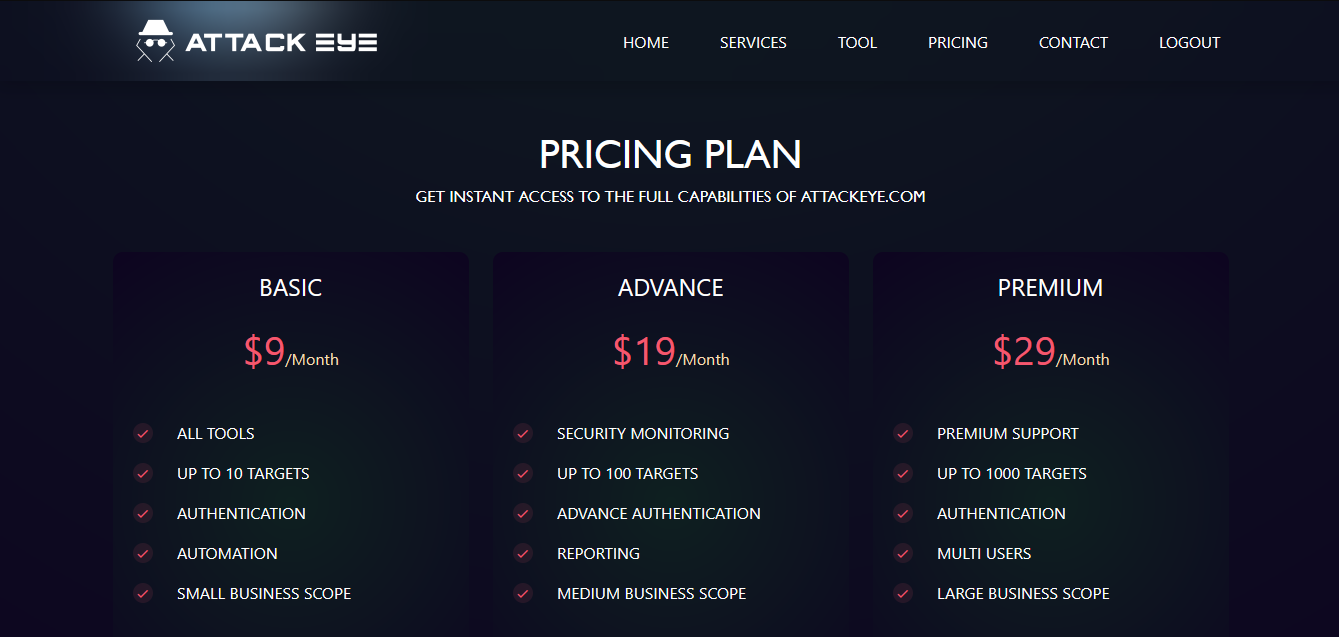 ATTACK EYE
HOME SERVICES TOOL PRICING CONTACT LOGOUT
PRICING PLAN
GET INSTANT ACCESS TO THE FULL CAPABILITIES OF ATTACKEYE.COM
BASIC
$9/Month
ALL TOOLS
UP TO 10 TARGETS
AUTHENTICATION
AUTOMATION
SMALL BUSINESS SCOPE
ADVANCE
$19/Month
SECURITY MONITORING
UP TO 100 TARGETS
ADVANCE AUTHENTICATION
REPORTING
MEDIUM BUSINESS SCOPE
PREMIUM
$29/Month
PREMIUM SUPPORT
UP TO 1000 TARGETS
AUTHENTICATION
MULTI USERS
LARGE BUSINESS SCOPE